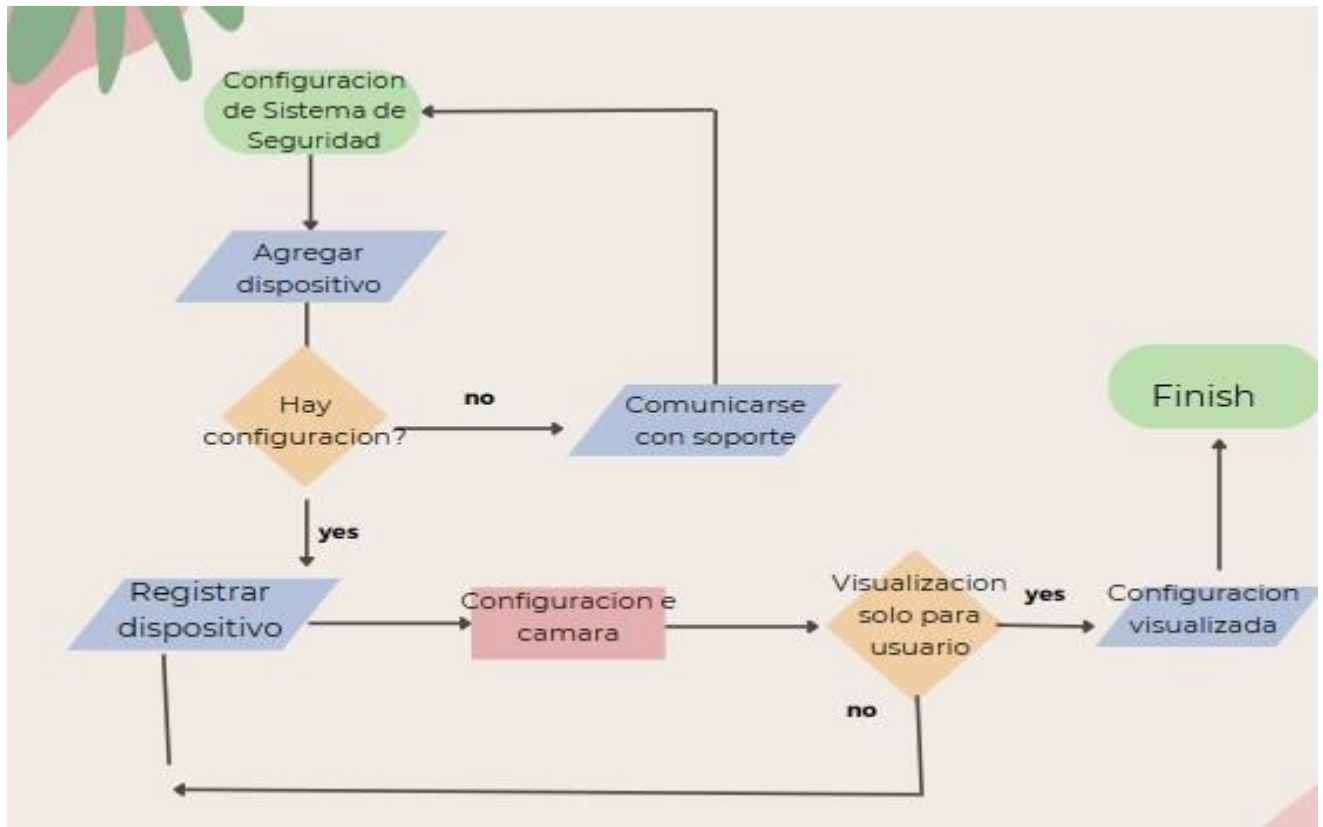 Configuracion
de Sistema de
Seguridad
Agregar
dispositivo
Hay
configuracion?
no
Comunicarse
con soporte
Finish
yes
Registrar
dispositivo
Configuracion e
camara
Visualizacion
solo para
usuario
yes
Configuracion
visualizada
no